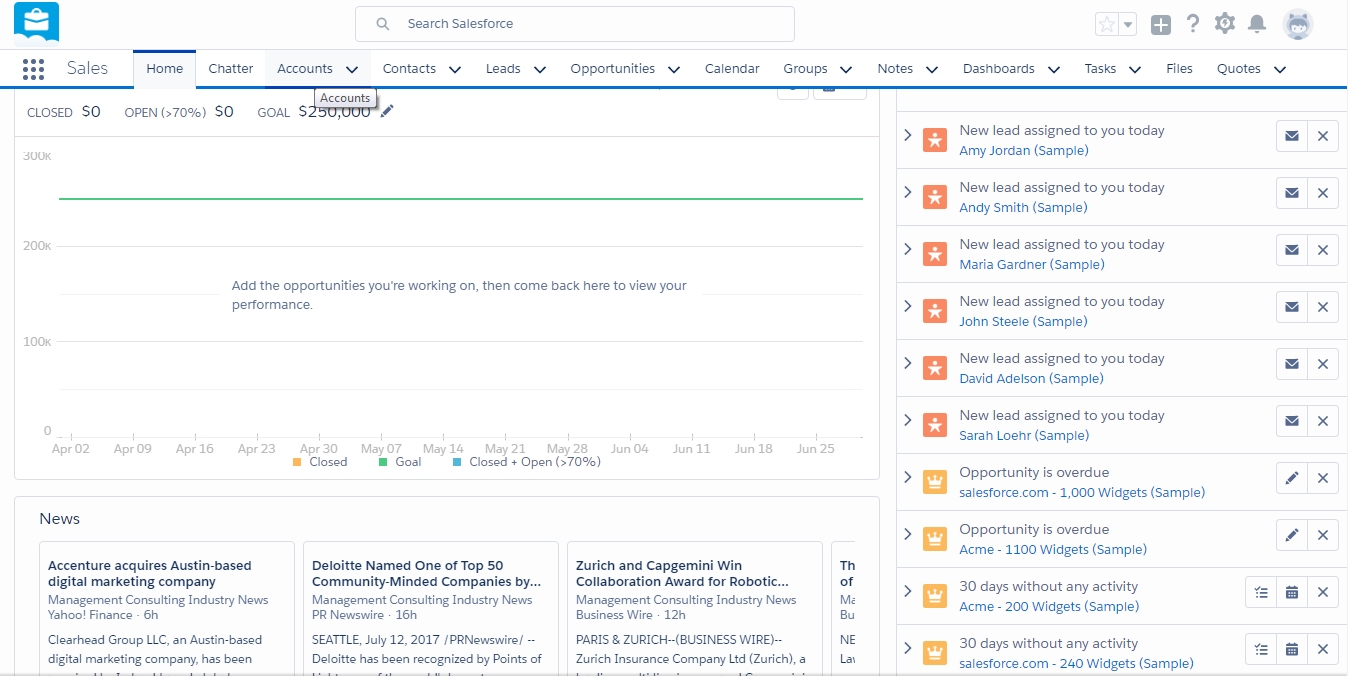 Search Salesforce
Sales
Home
Chatter
Accounts
Contacts
Leads
Opportunities
Calendar
Groups
Notes
Dashboards
Tasks
Files
Quotes
Accounts
CLOSED $0 OPEN (>70%) $0 GOAL $250,000
300K
200K
100K
0
Add the opportunities you're working on, then come back here to view your
performance.
Apr 02 Apr 09 Apr 16 Apr 23 Apr 30 May 07 May 14 May 21 May 28 Jun 04 Jun 11 Jun 18 Jun 25
Closed Goal Closed + Open (>70%)
News
Accenture acquires Austin-based
digital marketing company
Management Consulting Industry News
Yahoo! Finance · 6h
Clearhead Group LLC, an Austin-based
digital marketing company, has been
Deloitte Named One of Top 50
Community-Minded Companies by...
Management Consulting Industry News
PR Newswire · 16h
SEATTLE, July 12, 2017 /PRNewswire/ --
Deloitte has been recognized by Points of
Zurich and Capgemini Win
Collaboration Award for Robotic...
Management Consulting Industry News
Business Wire · 12h
PARIS & ZURICH--(BUSINESS WIRE)--
Zurich Insurance Company Ltd (Zurich), a
Th
of
Ma
Bu
NE
New lead assigned to you today
Amy Jordan (Sample)
New lead assigned to you today
Andy Smith (Sample)
New lead assigned to you today
Maria Gardner (Sample)
New lead assigned to you today
John Steele (Sample)
New lead assigned to you today
David Adelson (Sample)
New lead assigned to you today
Sarah Loehr (Sample)
Opportunity is overdue
salesforce.com - 1,000 Widgets (Sample)
Opportunity is overdue
Acme - 1100 Widgets (Sample)
30 days without any activity
Acme - 200 Widgets (Sample)
30 days without any activity
salesforce.com - 240 Widgets (Sample)